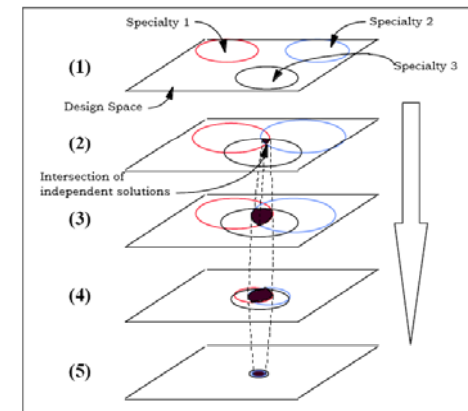 Specialty 1
Specialty 2
(1)
Specialty 3
Design Space
(2)
Intersection of
independent solutions
(3)
(4)
(5)